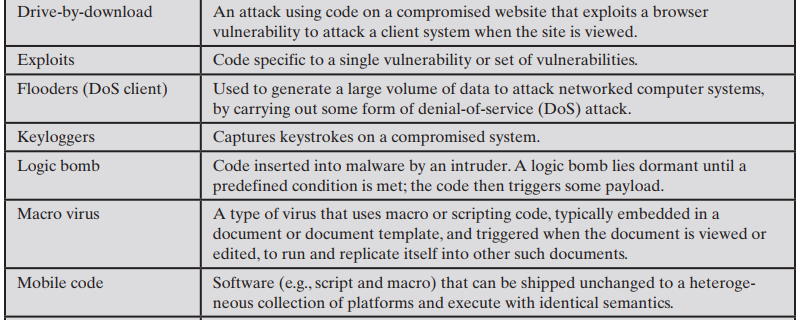 Drive-by-download
An attack using code on a compromised website that exploits a browser
vulnerability to attack a client system when the site is viewed.
Exploits
Code specific to a single vulnerability or set of vulnerabilities.
Flooders (DoS client)
Used to generate a large volume of data to attack networked computer systems,
by carrying out some form of denial-of-service (DoS) attack.
Keyloggers
Captures keystrokes on a compromised system.
Logic bomb
Code inserted into malware by an intruder. A logic bomb lies dormant until a
predefined condition is met; the code then triggers some payload.
Macro virus
A type of virus that uses macro or scripting code, typically embedded in a
document or document template, and triggered when the document is viewed or
edited, to run and replicate itself into other such documents.
Mobile code
Software (e.g., script and macro) that can be shipped unchanged to a heteroge-
neous collection of platforms and execute with identical semantics.